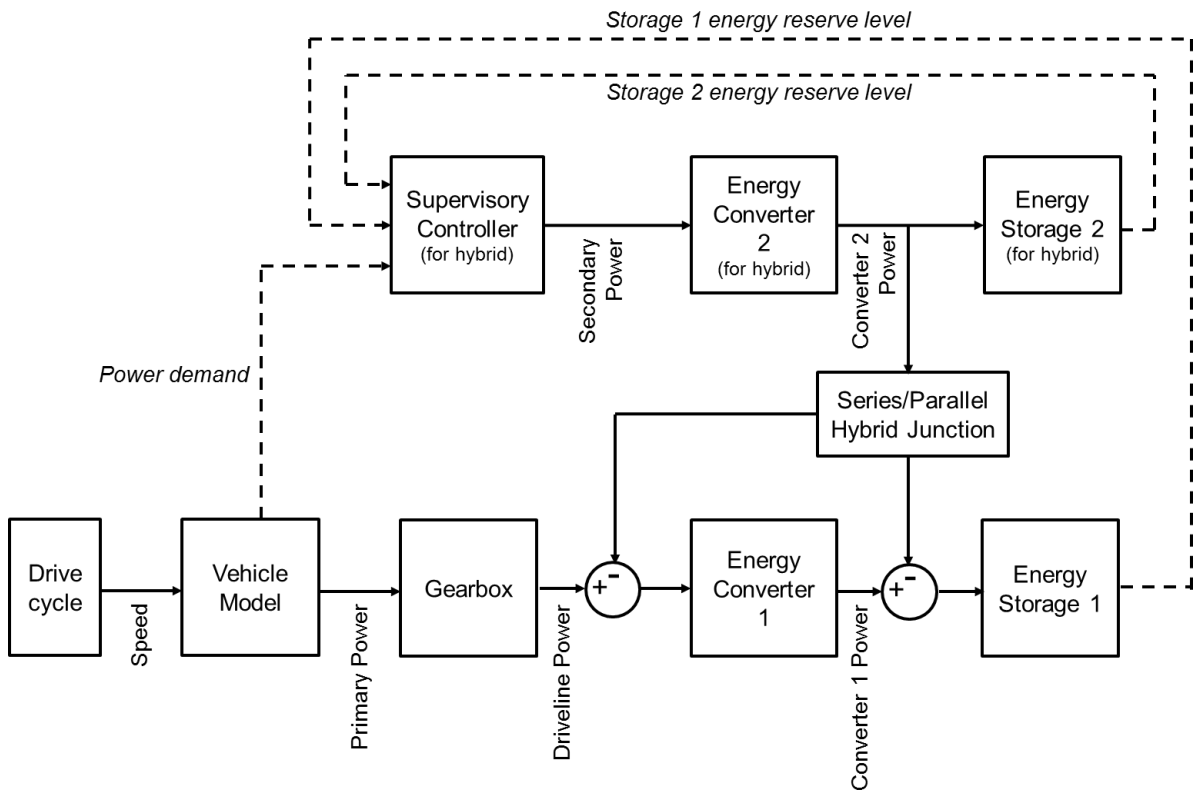 Storage 1 energy reserve level
Storage 2 energy reserve level
Supervisory
Controller
(for hybrid)
Secondary
Power
Energy
Converter
2
(for hybrid)
Converter 2
Power
Energy
Storage 2
(for hybrid)
Power demand
Series/Parallel
Hybrid Junction
Drive
cycle
Speed
Vehicle
Model
Primary Power
Gearbox
Driveline Power
+ -
Energy
Converter
1
Converter 1 Power
+ -
Energy
Storage 1